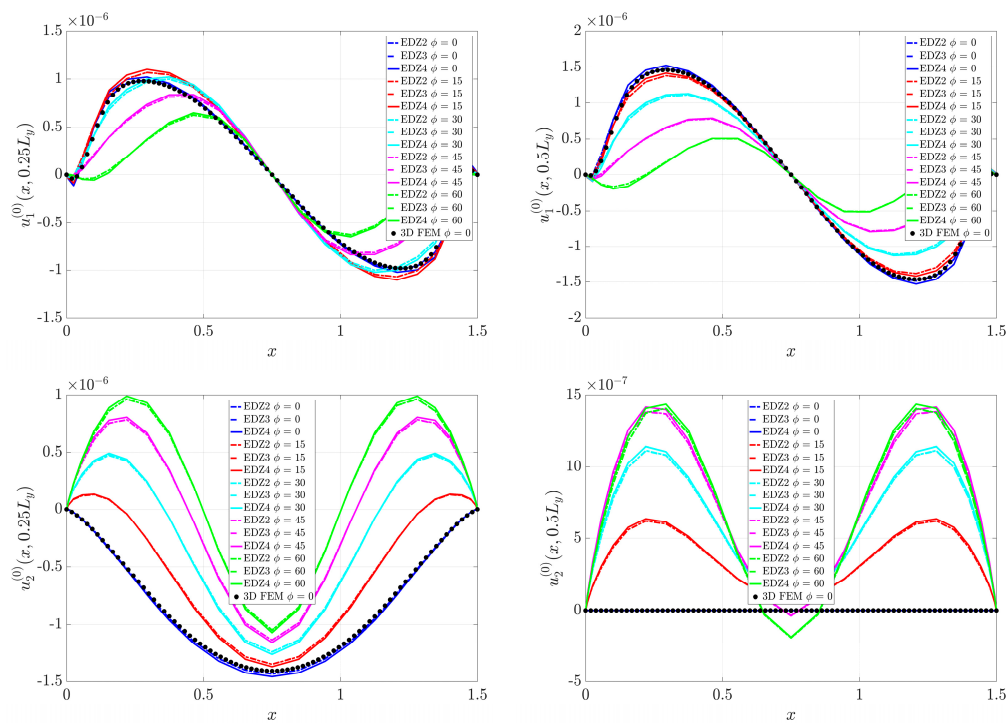 ×10⁻⁶
1.5
1
0.5
0
-0.5
-1
-1.5
0
0.5
1
1.5
x
u₁⁽⁰⁾(x, 0.25L_y)
EDZ2 ϕ = 0
EDZ3 ϕ = 0
EDZ4 ϕ = 0
EDZ2 ϕ = 15
EDZ3 ϕ = 15
EDZ4 ϕ = 15
EDZ2 ϕ = 30
EDZ3 ϕ = 30
EDZ4 ϕ = 30
EDZ2 ϕ = 45
EDZ3 ϕ = 45
EDZ4 ϕ = 45
EDZ2 ϕ = 60
EDZ3 ϕ = 60
EDZ4 ϕ = 60
3D FEM ϕ = 0
×10⁻⁶
2
1.5
1
0.5
0
-0.5
-1
-1.5
-2
0
0.5
1
1.5
x
u₁⁽⁰⁾(x, 0.5L_y)
EDZ2 ϕ = 0
EDZ3 ϕ = 0
EDZ4 ϕ = 0
EDZ2 ϕ = 15
EDZ3 ϕ = 15
EDZ4 ϕ = 15
EDZ2 ϕ = 30
EDZ3 ϕ = 30
EDZ4 ϕ = 30
EDZ2 ϕ = 45
EDZ3 ϕ = 45
EDZ4 ϕ = 45
EDZ2 ϕ = 60
EDZ3 ϕ = 60
EDZ4 ϕ = 60
3D FEM ϕ = 0
×10⁻⁶
1
0.5
0
-0.5
-1
-1.5
0
0.5
1
1.5
x
u₂⁽⁰⁾(x, 0.25L_y)
EDZ2 ϕ = 0
EDZ3 ϕ = 0
EDZ4 ϕ = 0
EDZ2 ϕ = 15
EDZ3 ϕ = 15
EDZ4 ϕ = 15
EDZ2 ϕ = 30
EDZ3 ϕ = 30
EDZ4 ϕ = 30
EDZ2 ϕ = 45
EDZ3 ϕ = 45
EDZ4 ϕ = 45
EDZ2 ϕ = 60
EDZ3 ϕ = 60
EDZ4 ϕ = 60
3D FEM ϕ = 0
×10⁻⁷
15
10
5
0
-5
0
0.5
1
1.5
x
u₂⁽⁰⁾(x, 0.5L_y)
EDZ2 ϕ = 0
EDZ3 ϕ = 0
EDZ4 ϕ = 0
EDZ2 ϕ = 15
EDZ3 ϕ = 15
EDZ4 ϕ = 15
EDZ2 ϕ = 30
EDZ3 ϕ = 30
EDZ4 ϕ = 30
EDZ2 ϕ = 45
EDZ3 ϕ = 45
EDZ4 ϕ = 45
EDZ2 ϕ = 60
EDZ3 ϕ = 60
EDZ4 ϕ = 60
3D FEM ϕ = 0